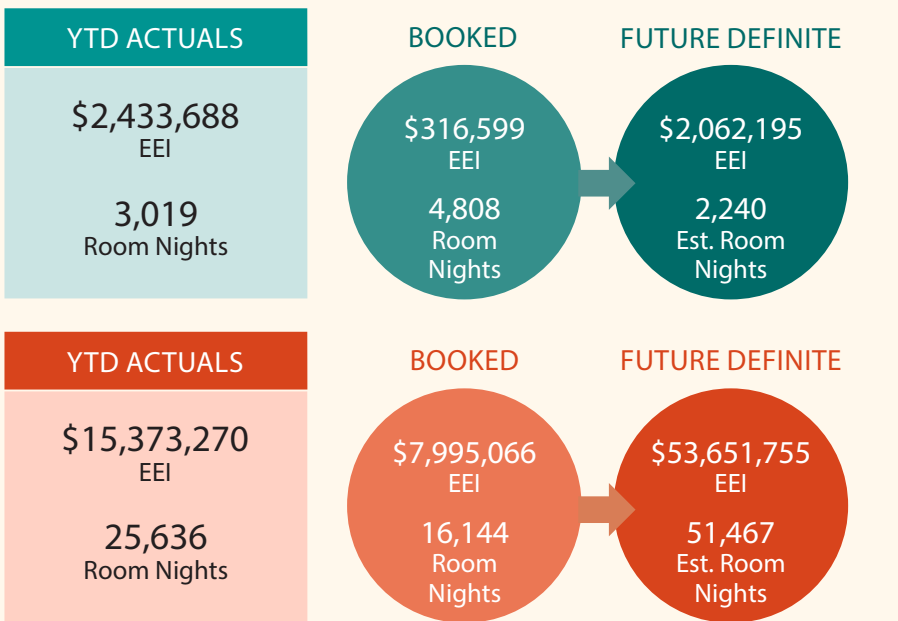 YTD ACTUALS
$2,433,688
EEI
3,019
Room Nights
BOOKED
$316,599
EEI
4,808
Room
Nights
FUTURE DEFINITE
$2,062,195
EEI
2,240
Est. Room
Nights
YTD ACTUALS
$15,373,270
EEI
25,636
Room Nights
BOOKED
$7,995,066
EEI
16,144
Room
Nights
FUTURE DEFINITE
$53,651,755
EEI
51,467
Est. Room
Nights